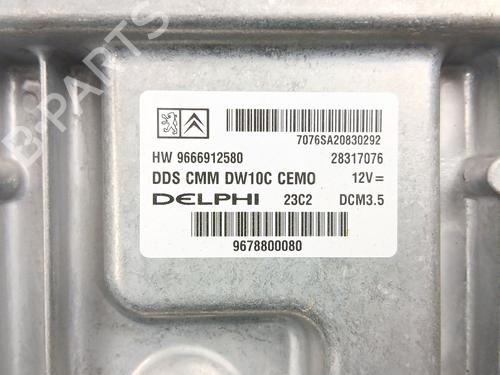 B-PARTS
7076SA20830292
HW 9666912580 28317076
DDS CMM DW10C CEMO 12V=
DELPHI 23C2 DCM3.5
9678800080